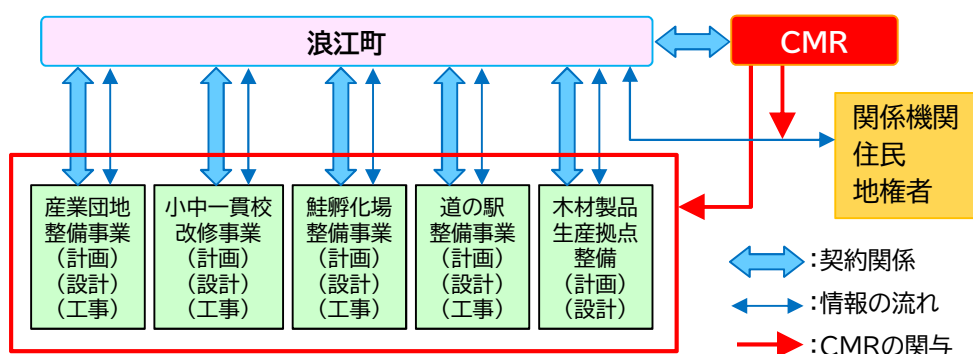 浪江町
CMR
関係機関
住民
地権者
産業団地
整備事業
(計画)
(設計)
(工事)
小中一貫校
改修事業
(計画)
(設計)
(工事)
鮭孵化場
整備事業
(計画)
(設計)
(工事)
道の駅
整備事業
(計画)
(設計)
(工事)
木材製品
生産拠点
整備
(計画)
(設計)
:契約関係
:情報の流れ
:CMRの関与